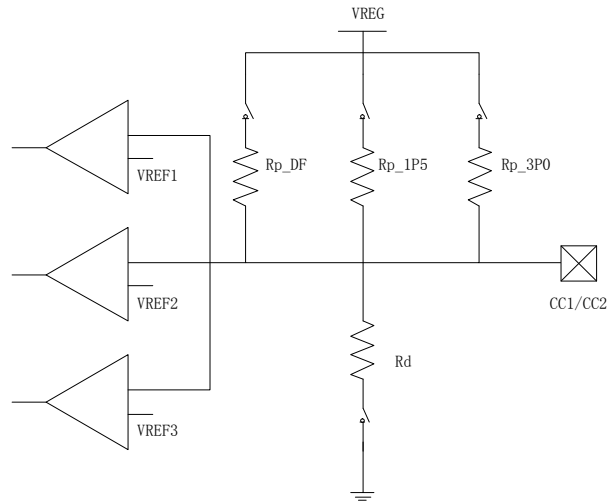 VREG
Rp_DF
Rp_1P5
Rp_3P0
VREF1
VREF2
CC1/CC2
Rd
VREF3